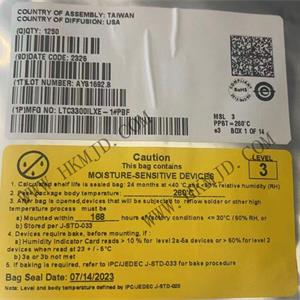 COUNTRY OF ASSEMBLY: TAIWAN
COUNTRY OF DIFFUSION: USA
(Q)QTY: 1250
(9D)DATE CODE: 2326
(1T)LOT NUMBER: AYB1692.8
(1P)MFG NO: LTC3300ILXE-1#PBF
RoHS
MSL 3
PPBT=260°C
e3 BOX 1 OF 14
WWW.HKMJD.COM
Caution
This bag contains
MOISTURE-SENSITIVE DEVICES
LEVEL
3
1. Calculated shelf life is sealed bag: 24 months at <40 °C and <90% relative humidity (RH)
2. Peak package body temperature: 260°C
3. After bag is opened, devices that will be subjected to reflow solder or other high
temperature process must be
a) Mounted within 168 hours of factory conditions <= 30°C / 60% RH, or
b) Stored per J-STD-033
4. Devices require bake, before mounting, if:
a) Humidity Indicator Card reads > 10 % for level 2a-5a devices or > 60% for level 2
devices when read at 23 +/- 5°C
b) 3a or 3b not met
5. If baking is required, refer to IPC/JEDEC J-STD-033 for bake procedure
Bag Seal Date: 07/14/2023
Note: Level and body temperature defined by IPC/JEDEC J-STD-020